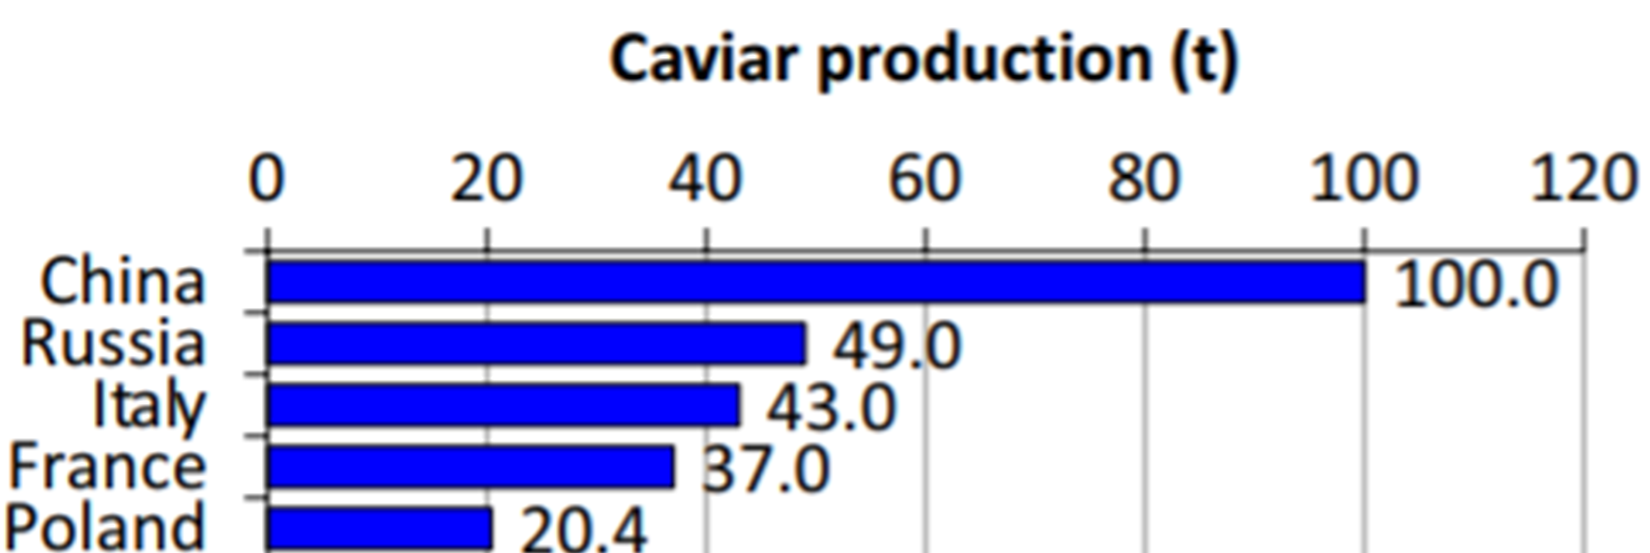 Caviar production (t)
0 20 40 60 80 100 120
China 100.0
Russia 49.0
Italy 43.0
France 37.0
Poland 20.4